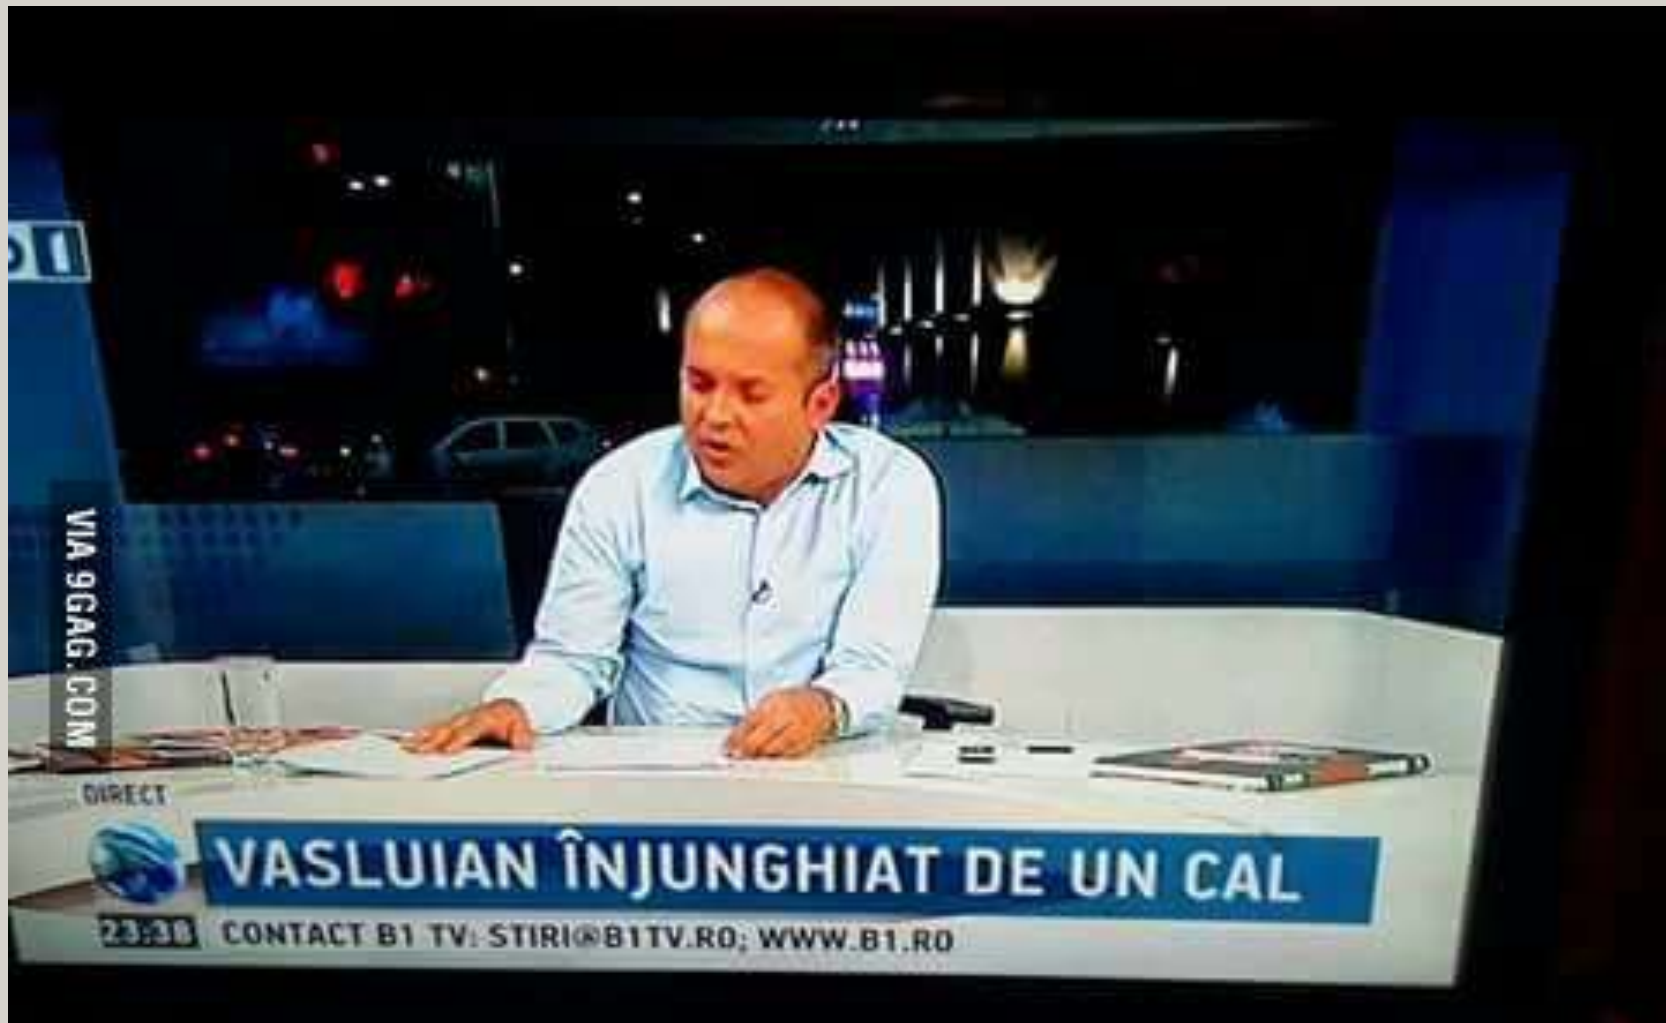 VIA 9GAG.COM
DIRECT
VASLUIAN ÎNJUNGHIAT DE UN CAL
23:38
CONTACT B1 TV: STIRI@B1TV.RO; WWW.B1.RO